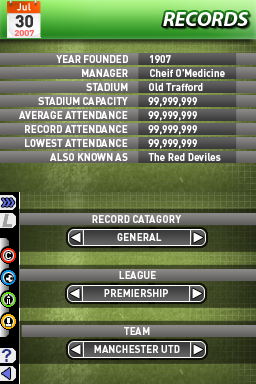 Jul
30
2007
RECORDS
YEAR FOUNDED 1907
MANAGER Cheif O'Medicine
STADIUM Old Trafford
STADIUM CAPACITY 99,999,999
AVERAGE ATTENDANCE 99,999,999
RECORD ATTENDANCE 99,999,999
LOWEST ATTENDANCE 99,999,999
ALSO KNOWN AS The Red Deviles
L
RECORD CATAGORY
GENERAL
C
LEAGUE
PREMIERSHIP
TEAM
MANCHESTER UTD
?